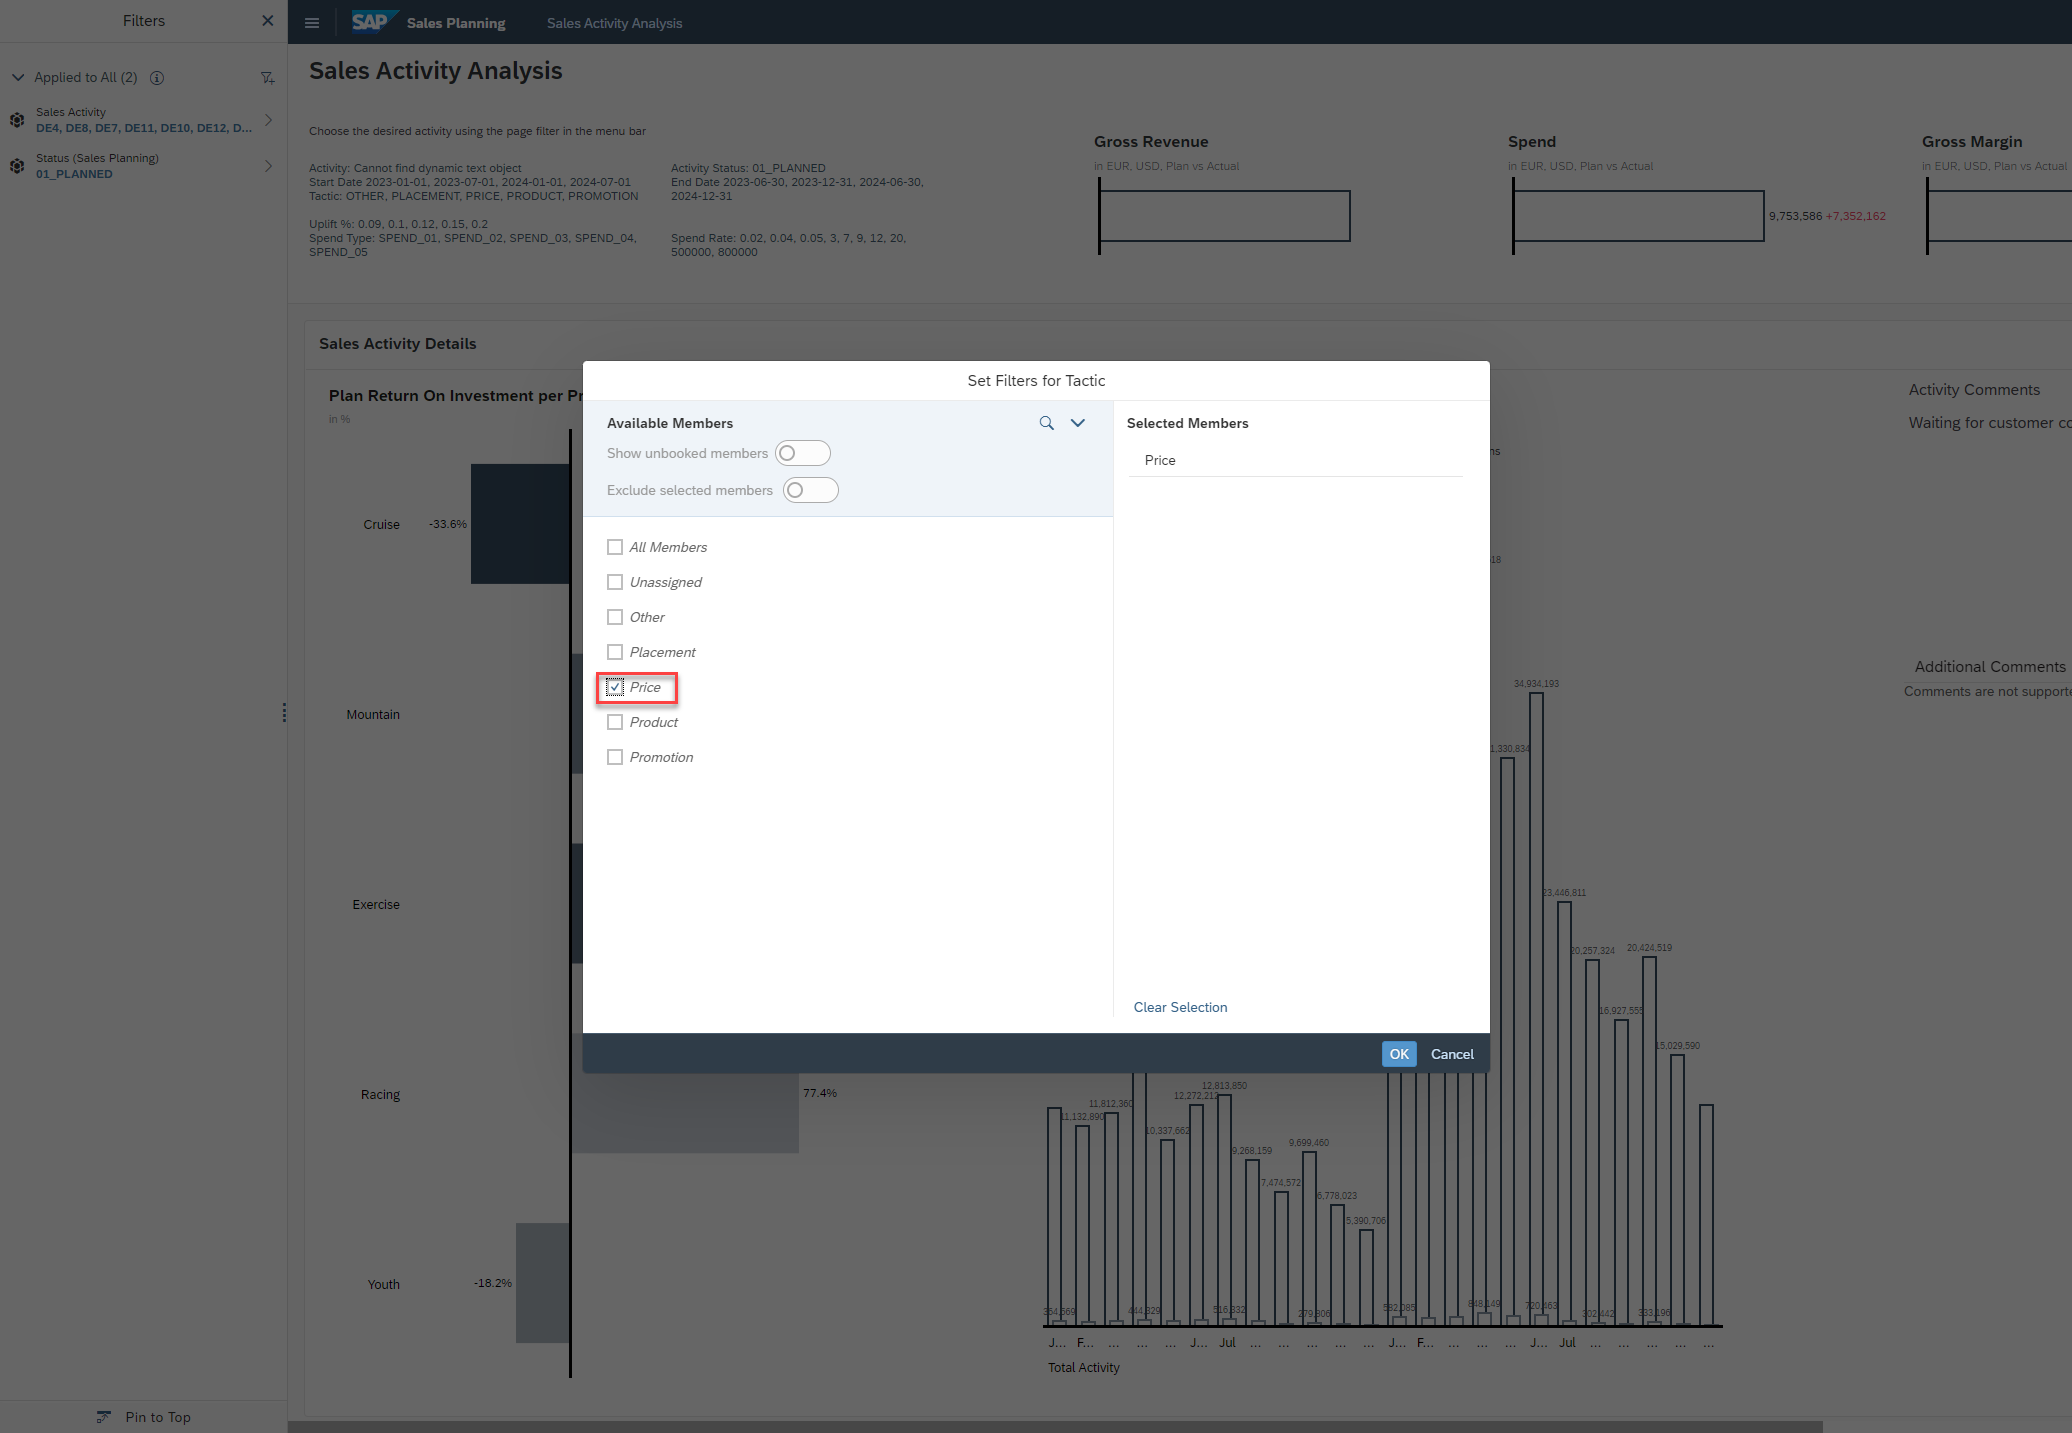 Filters
Applied to All (2)
Sales Activity
DE4, DE8, DE7, DE11, DE10, DE12, D...
Status (Sales Planning)
01_PLANNED
Pin to Top
SAP
Sales Planning
Sales Activity Analysis
Sales Activity Analysis
Choose the desired activity using the page filter in the menu bar
Activity: Cannot find dynamic text object
Start Date 2023-01-01, 2023-07-01, 2024-01-01, 2024-07-01
Tactic: OTHER, PLACEMENT, PRICE, PRODUCT, PROMOTION
Uplift %: 0.09, 0.1, 0.12, 0.15, 0.2
Spend Type: SPEND_01, SPEND_02, SPEND_03, SPEND_04,
SPEND_05
Activity Status: 01_PLANNED
End Date 2023-06-30, 2023-12-31, 2024-06-30,
2024-12-31
Spend Rate: 0.02, 0.04, 0.05, 3, 7, 9, 12, 20,
500000, 800000
Gross Revenue
in EUR, USD, Plan vs Actual
Spend
in EUR, USD, Plan vs Actual
9,753,586 +7,352,162
Gross Margin
in EUR, USD, Plan vs Actual
Sales Activity Details
Plan Return On Investment per Pr
in %
Cruise
-33.6%
Mountain
Exercise
Racing
77.4%
Youth
-18.2%
Set Filters for Tactic
Available Members
Show unbooked members
Exclude selected members
All Members
Unassigned
Other
Placement
Price
Product
Promotion
Selected Members
Price
Clear Selection
OK
Cancel
ns
18
34,934,193
1,330,834
23,446,811
20,257,324
20,424,519
16,927,555
15,029,590
12,813,850
12,272,212
11,812,360
11,132,890
10,337,662
9,699,460
9,268,159
7,474,572
6,778,023
5,390,706
364,669
444,829
516,332
279,806
582,085
848,149
720,463
302,442
333,196
J... F... ... ... ... J... Jul ... ... ... ... ... J... F... ... ... ... J... Jul ... ... ... ... ...
Total Activity
Activity Comments
Waiting for customer co
Additional Comments
Comments are not supporte